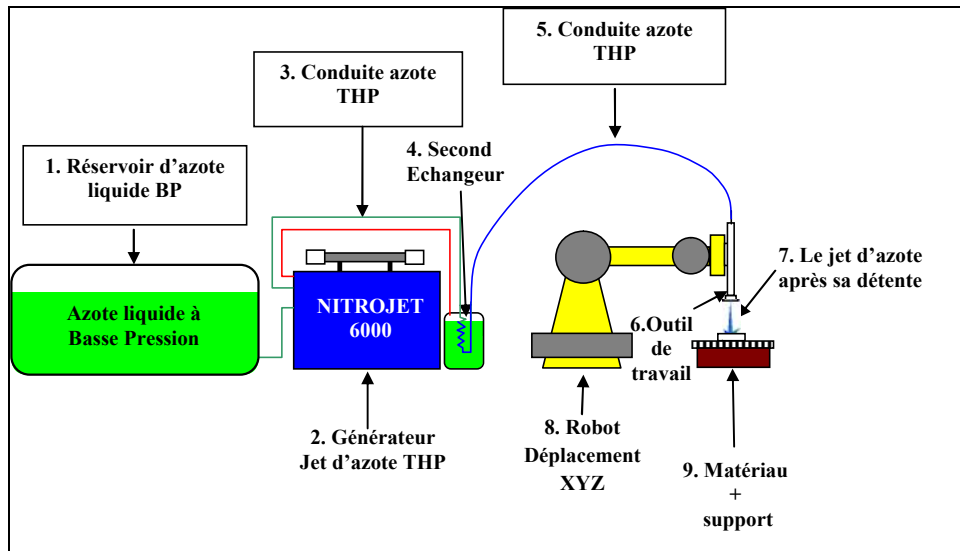 5. Conduite azote
THP
3. Conduite azote
THP
4. Second
Echangeur
1. Réservoir d’azote
liquide BP
7. Le jet d’azote
après sa détente
Azote liquide à
Basse Pression
NITROJET
6000
6.Outil
de
travail
2. Générateur
Jet d’azote THP
8. Robot
Déplacement
XYZ
9. Matériau
+
support